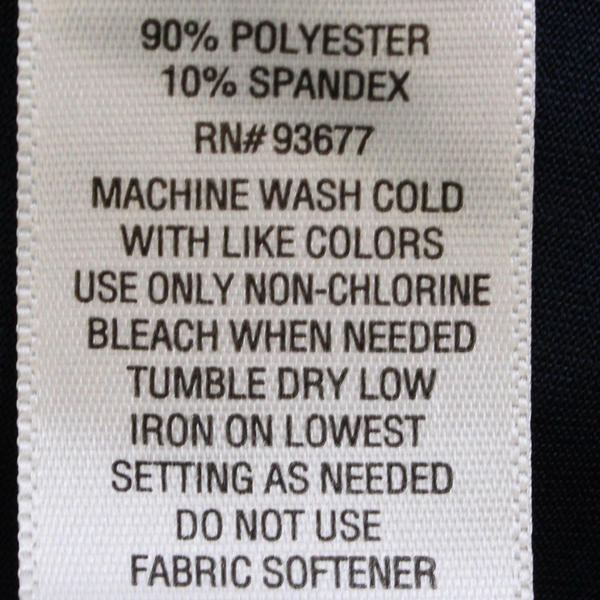 90% POLYESTER
10% SPANDEX
RN# 93677
MACHINE WASH COLD
WITH LIKE COLORS
USE ONLY NON-CHLORINE
BLEACH WHEN NEEDED
TUMBLE DRY LOW
IRON ON LOWEST
SETTING AS NEEDED
DO NOT USE
FABRIC SOFTENER